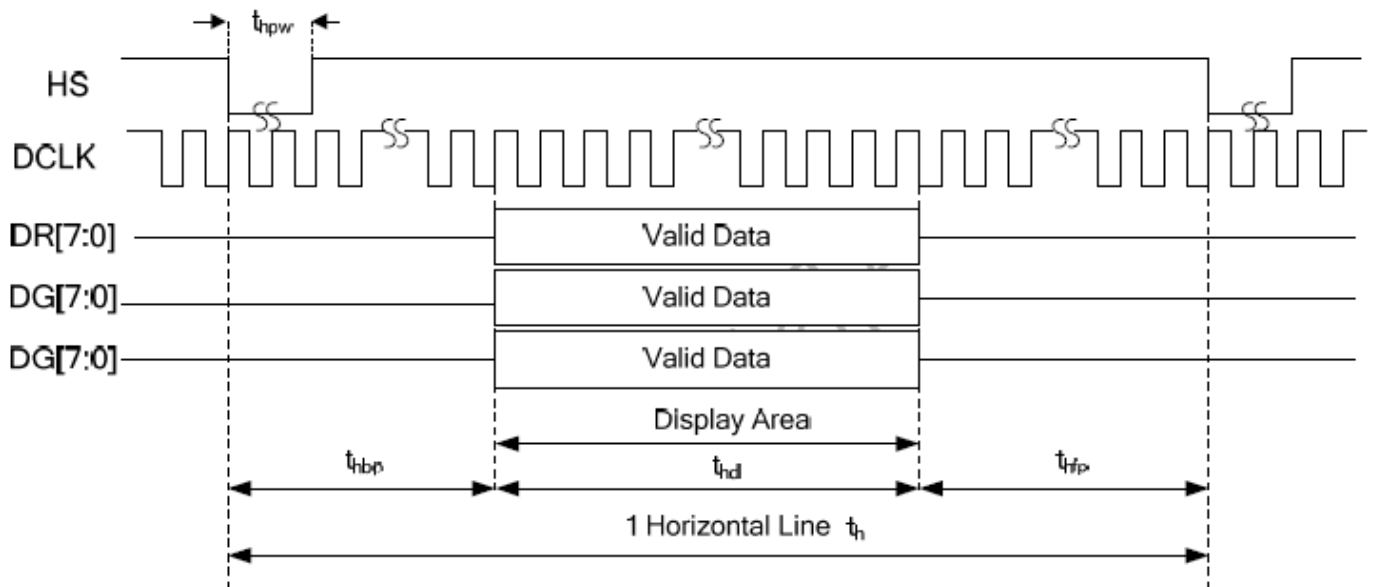 thpw
HS
DCLK
DR[7:0] Valid Data
DG[7:0] Valid Data
DG[7:0] Valid Data
Display Area
thbp thd thfp
1 Horizontal Line th